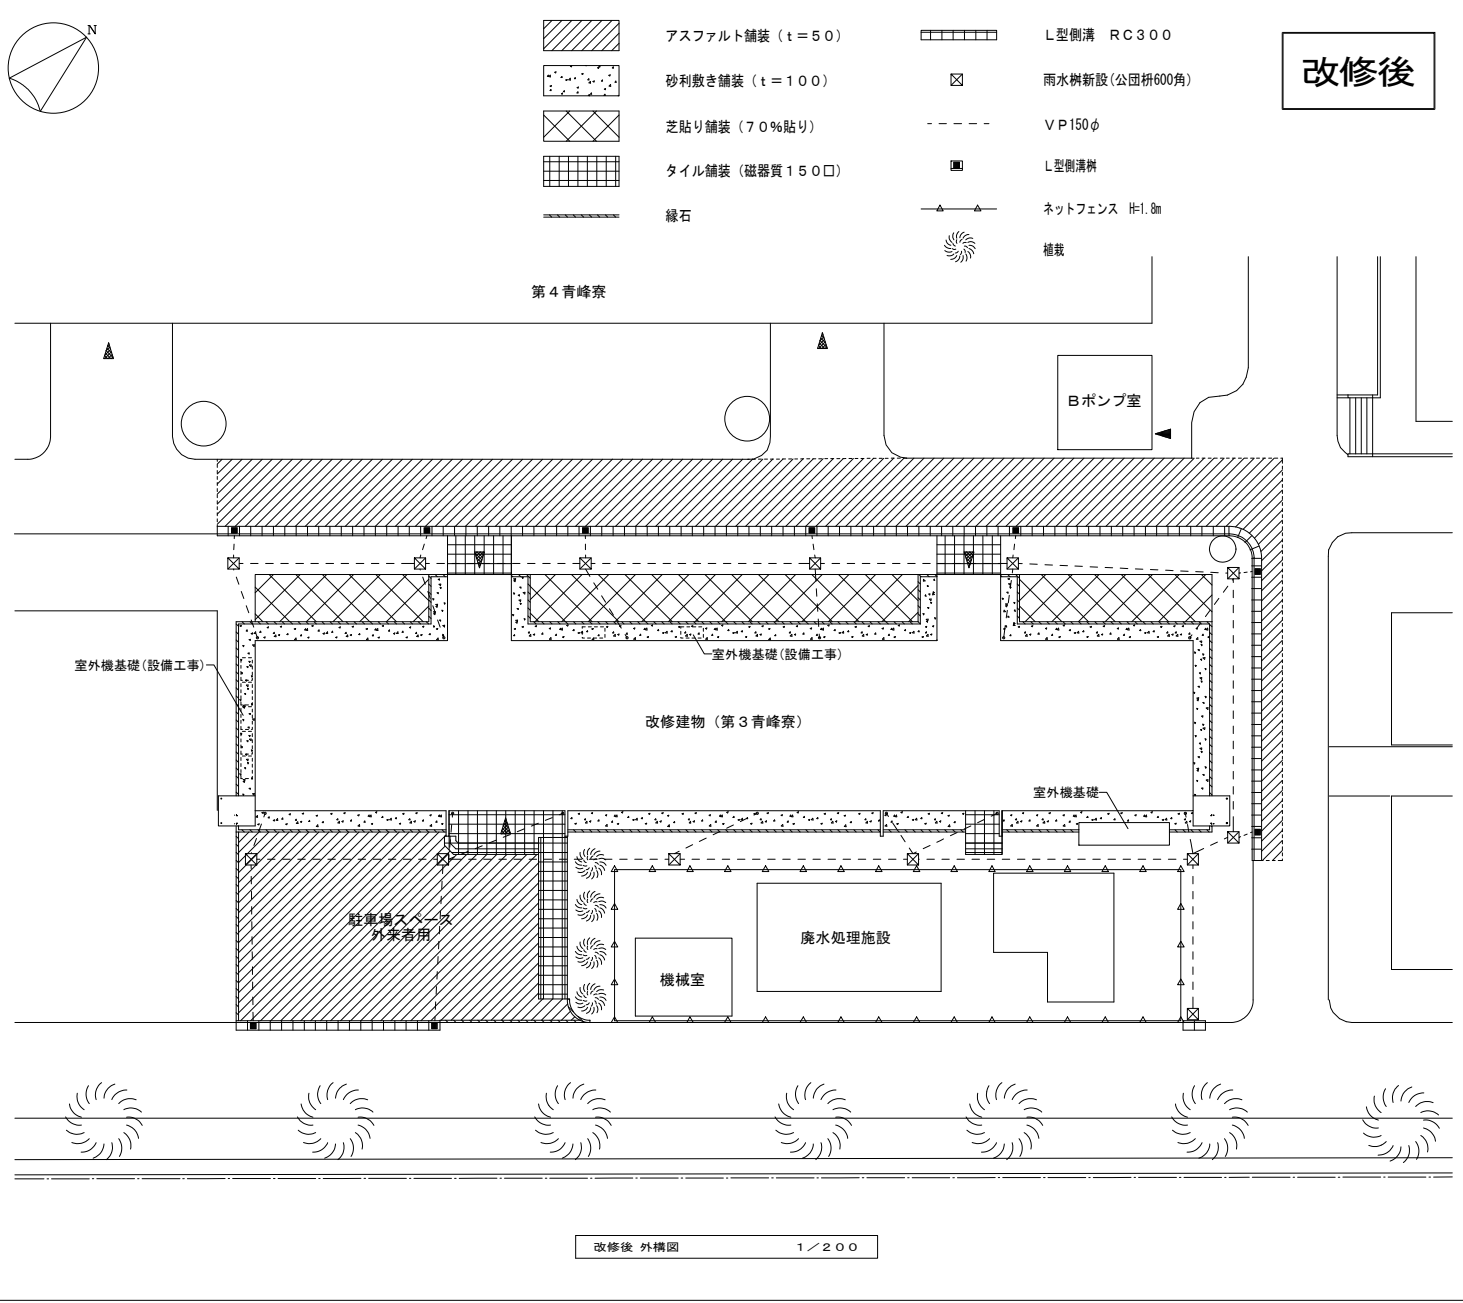 N
アスファルト舗装（ｔ＝５０）
砂利敷き舗装（ｔ＝１００）
芝貼り舗装（７０%貼り）
タイル舗装（磁器質１５０□）
縁石
Ｌ型側溝　ＲＣ３００
雨水桝新設(公団枡600角)
ＶＰ150φ
Ｌ型側溝桝
ネットフェンス　H=1.8m
植栽
改修後
第４青峰寮
Ｂポンプ室
室外機基礎(設備工事)
室外機基礎(設備工事)
改修建物（第３青峰寮）
室外機基礎
駐車場スペース
外来者用
廃水処理施設
機械室
改修後 外構図　１／２００